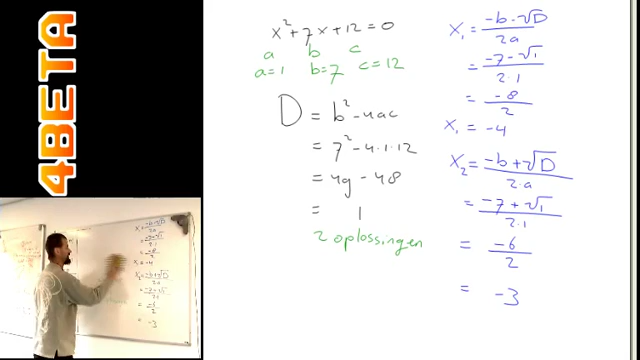 4BETA
x² + 7x + 12 = 0
a b c
a=1 b=7 c=12
D = b² - 4ac
= 7² - 4·1·12
= 49 - 48
= 1
2 oplossingen
x₁ = (-b - √D)/(2a)
= (-7 - √1)/(2·1)
= -8/2
x₁ = -4
x₂ = (-b + √D)/(2·a)
= (-7 + √1)/(2·1)
= -6/2
= -3